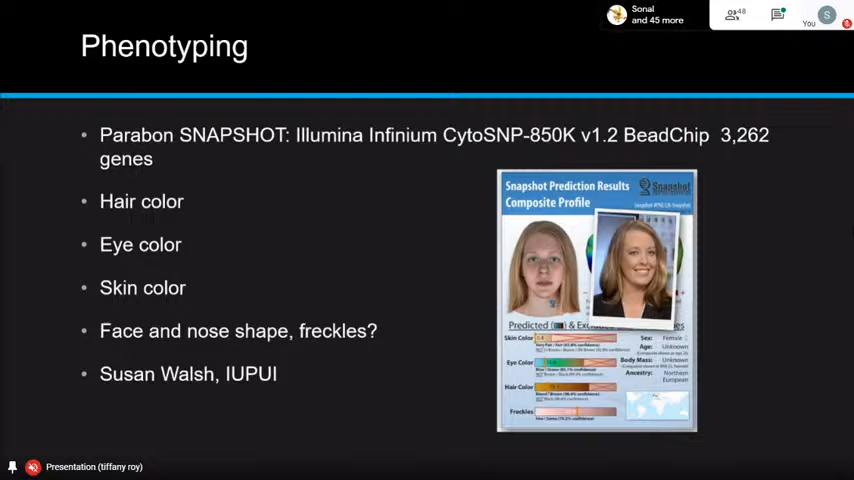 Sonal
and 45 more
48
S
You
Phenotyping
Parabon SNAPSHOT: Illumina Infinium CytoSNP-850K v1.2 BeadChip 3,262
genes
Hair color
Eye color
Skin color
Face and nose shape, freckles?
Susan Walsh, IUPUI
Snapshot Prediction Results
Composite Profile
Snapshot
Predicted & 
Skin Color
Sex: Female
Age: Unknown
Eye Color
Body Mass: Unknown
Ancestry: Northern
European
Hair Color
Freckles
Presentation (tiffany roy)